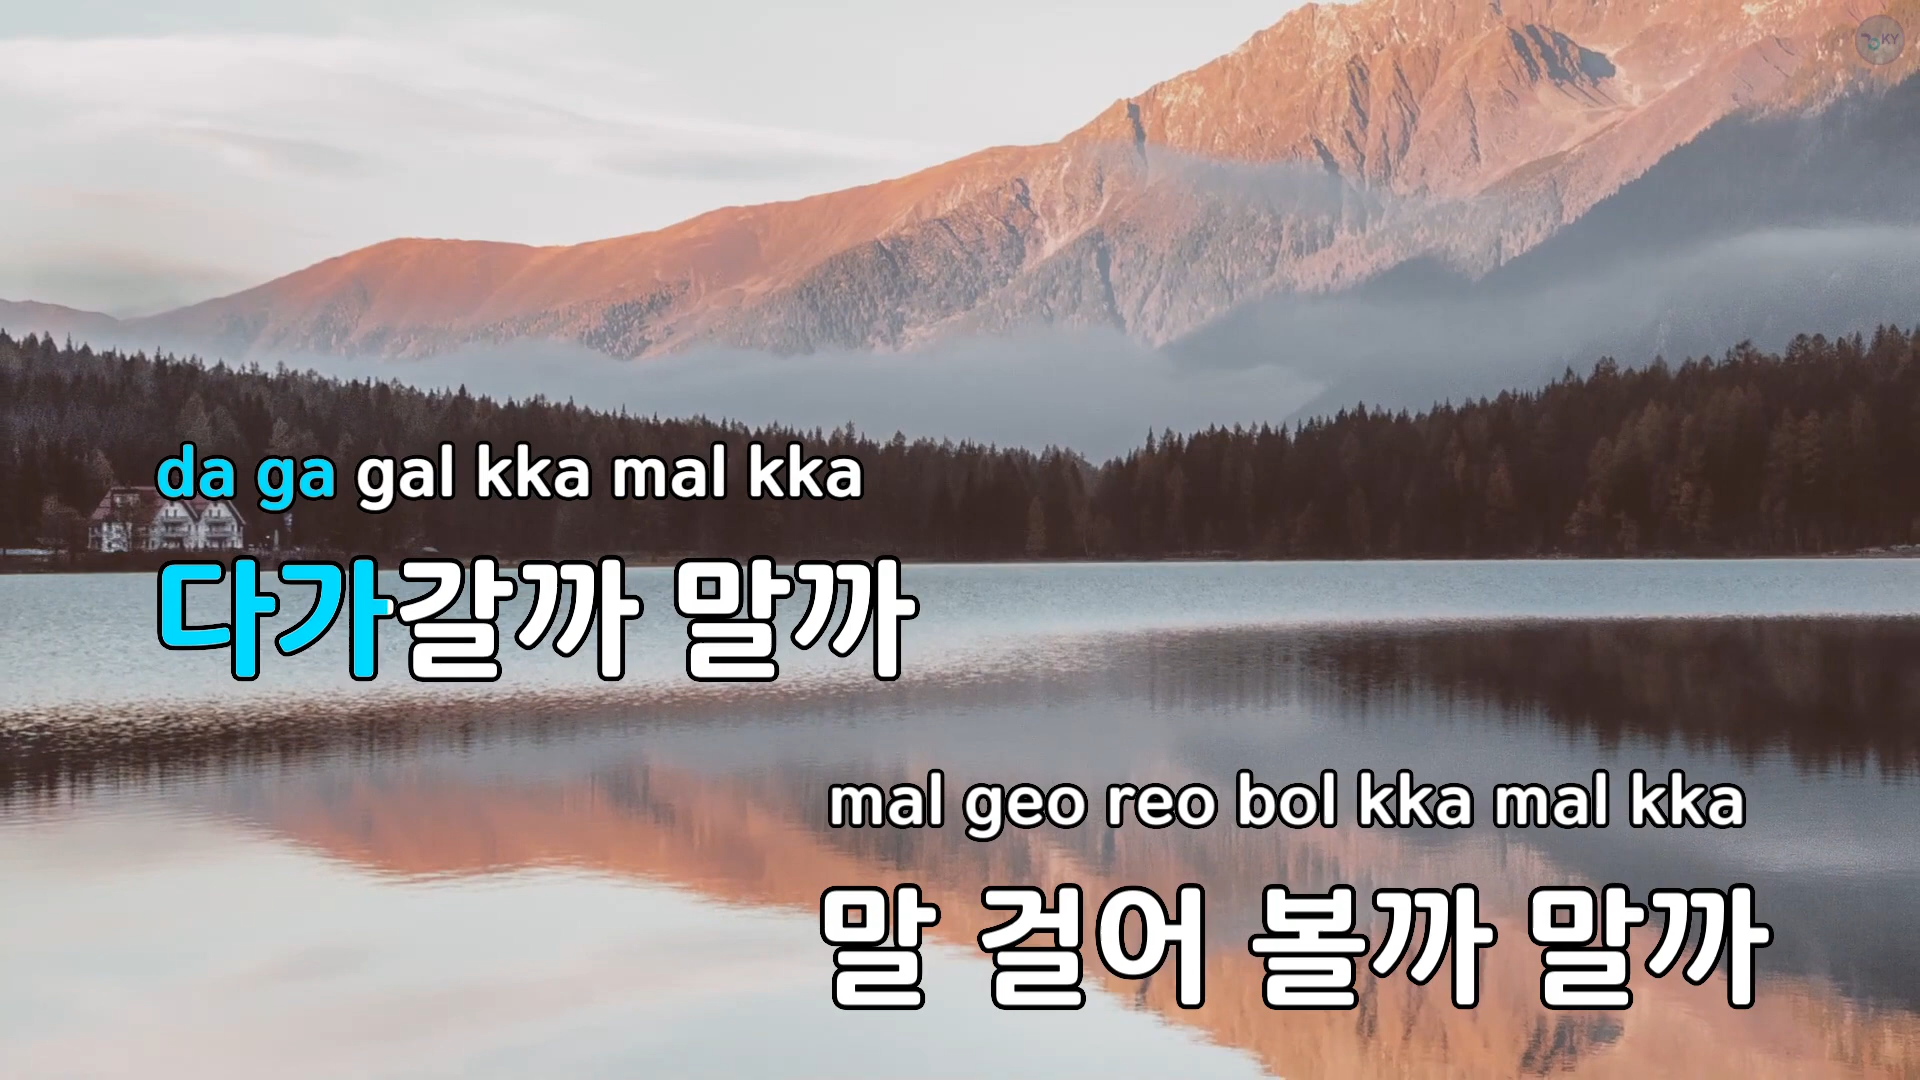 KY
da ga gal kka mal kka
다가갈까 말까
mal geo reo bol kka mal kka
말 걸어 볼까 말까